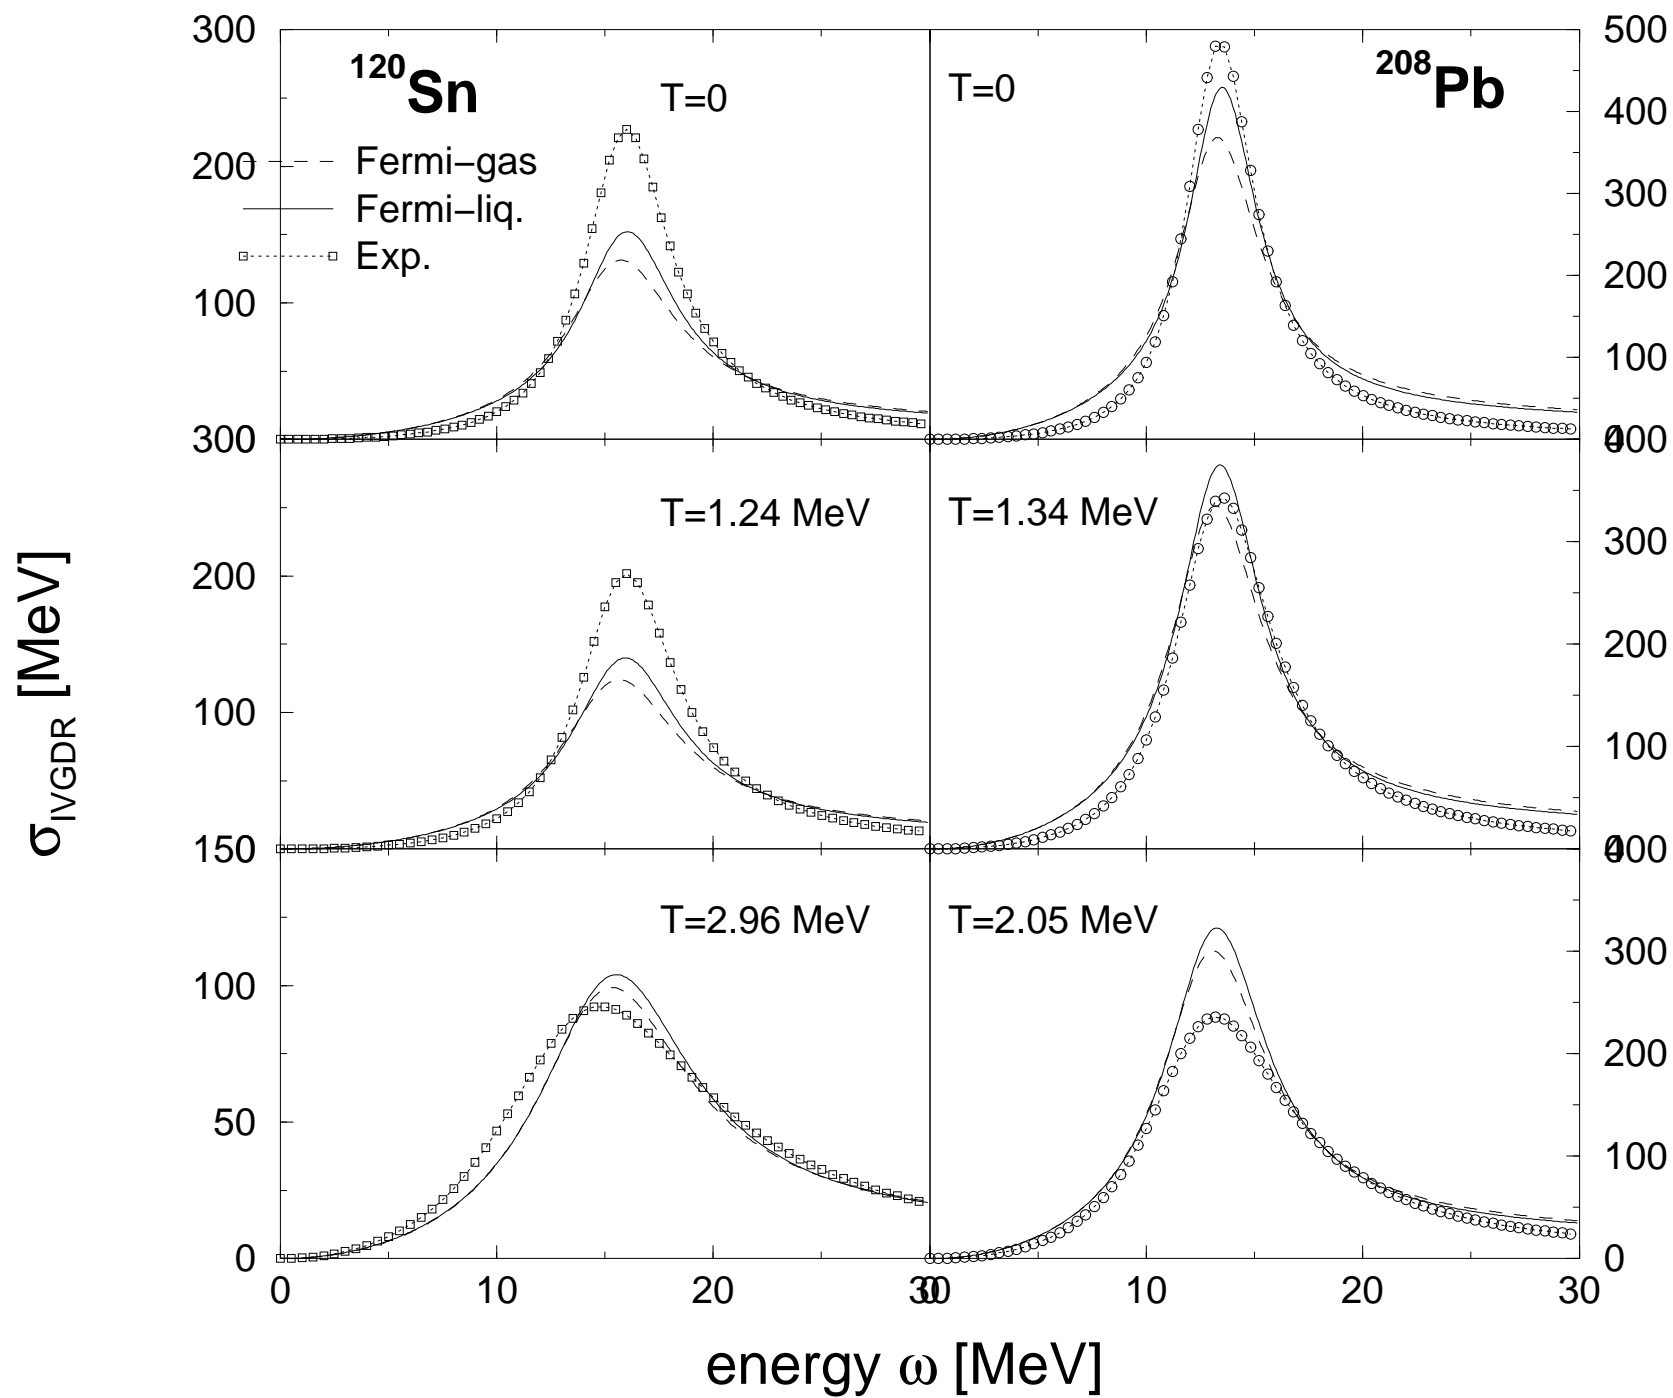 300
500
¹²⁰Sn
T=0
T=0
²⁰⁸Pb
400
Fermi−gas
200
Fermi−liq.
300
Exp.
200
100
100
300
400
T=1.24 MeV
T=1.34 MeV
300
200
200
100
100
150
400
T=2.96 MeV
T=2.05 MeV
300
100
200
50
100
0
0
0 10 20 30
0 10 20 30
σIVGDR [MeV]
energy ω [MeV]